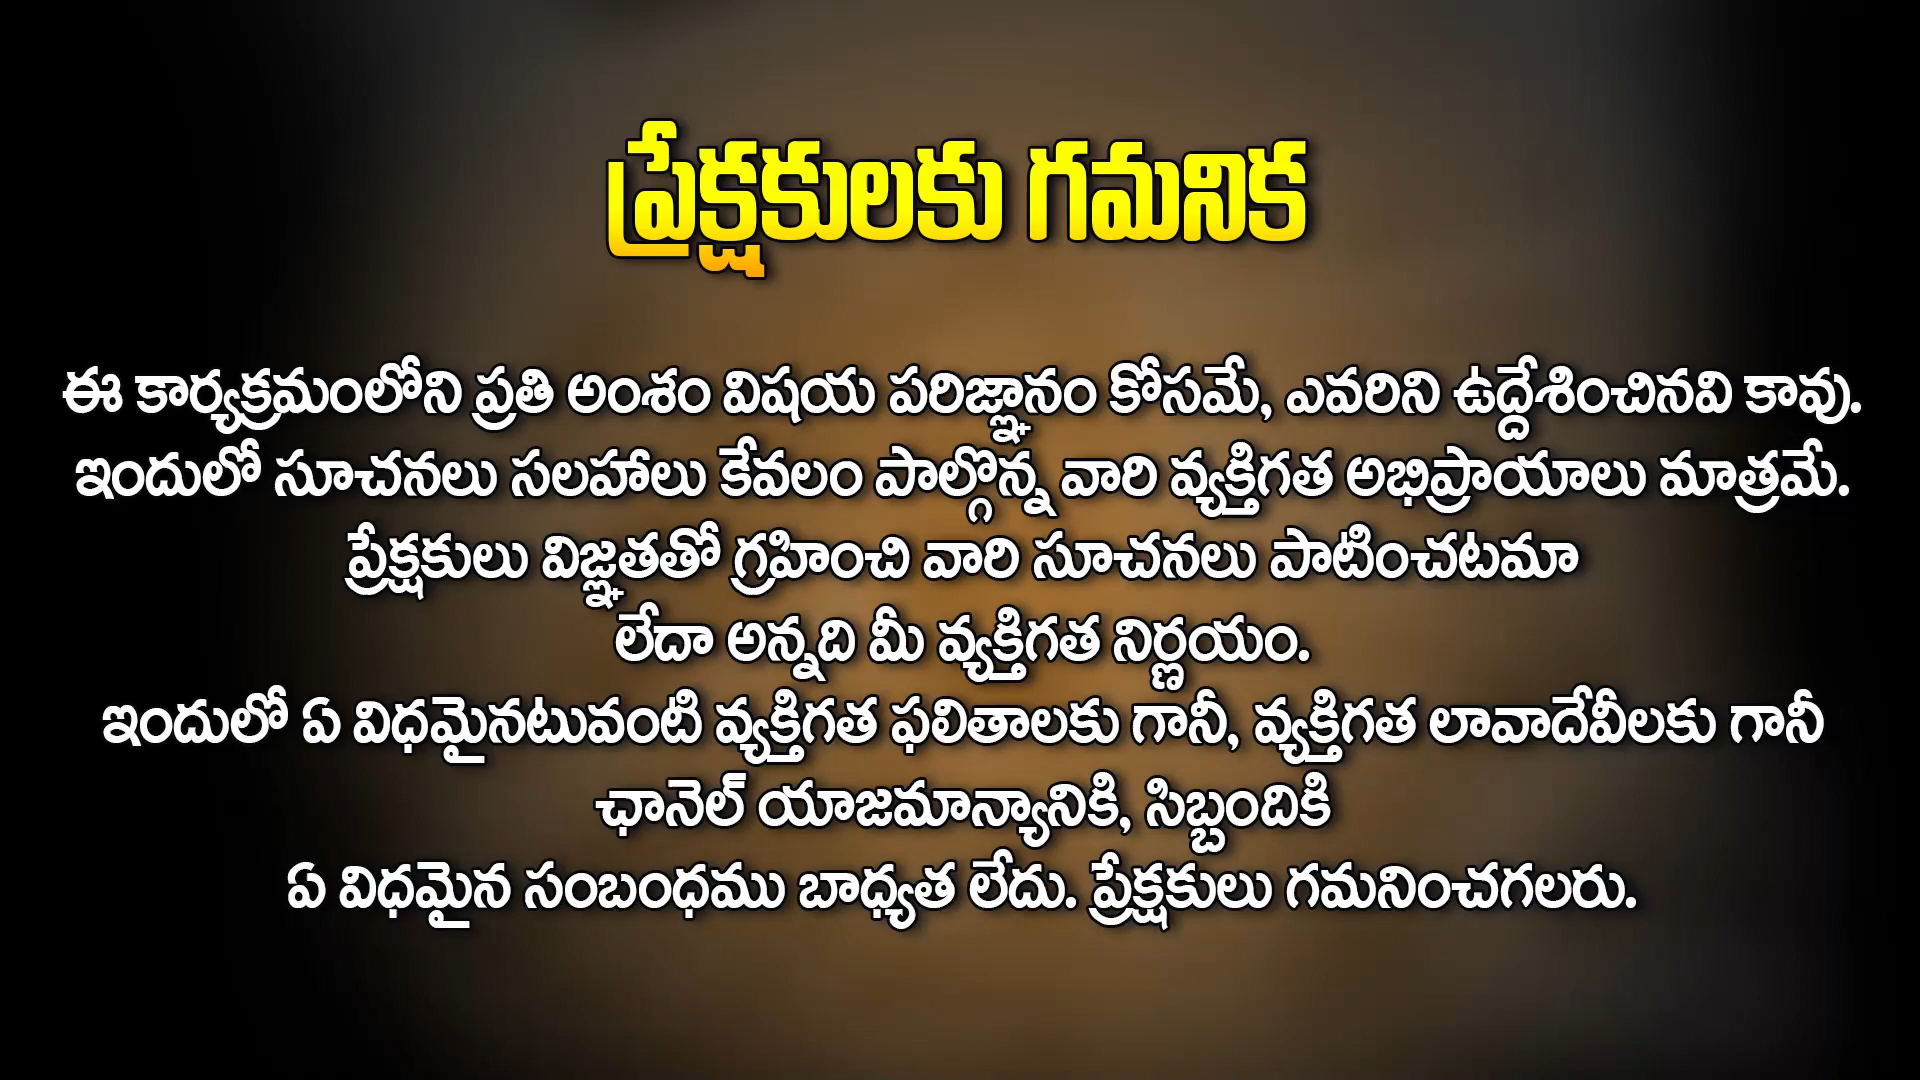 ప్రేక్షకులకు గమనిక
ఈ కార్యక్రమంలోని ప్రతి అంశం విషయ పరిజ్ఞానం కోసమే, ఎవరిని ఉద్దేశించినవి కావు.
ఇందులో సూచనలు సలహాలు కేవలం పాల్గొన్న వారి వ్యక్తిగత అభిప్రాయాలు మాత్రమే.
ప్రేక్షకులు విజ్ఞతతో గ్రహించి వారి సూచనలు పాటించటమా
లేదా అన్నది మీ వ్యక్తిగత నిర్ణయం.
ఇందులో ఏ విధమైనటువంటి వ్యక్తిగత ఫలితాలకు గానీ, వ్యక్తిగత లావాదేవీలకు గానీ
ఛానెల్ యాజమాన్యానికి, సిబ్బందికి
ఏ విధమైన సంబంధము బాధ్యత లేదు. ప్రేక్షకులు గమనించగలరు.